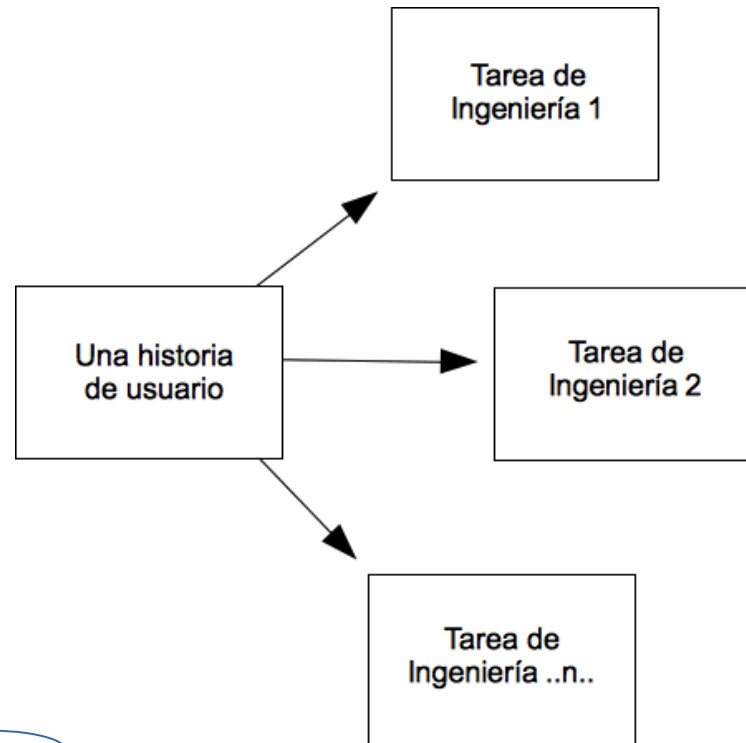 Tarea de
Ingeniería 1
Una historia
de usuario
Tarea de
Ingeniería 2
Tarea de
Ingeniería ..n..